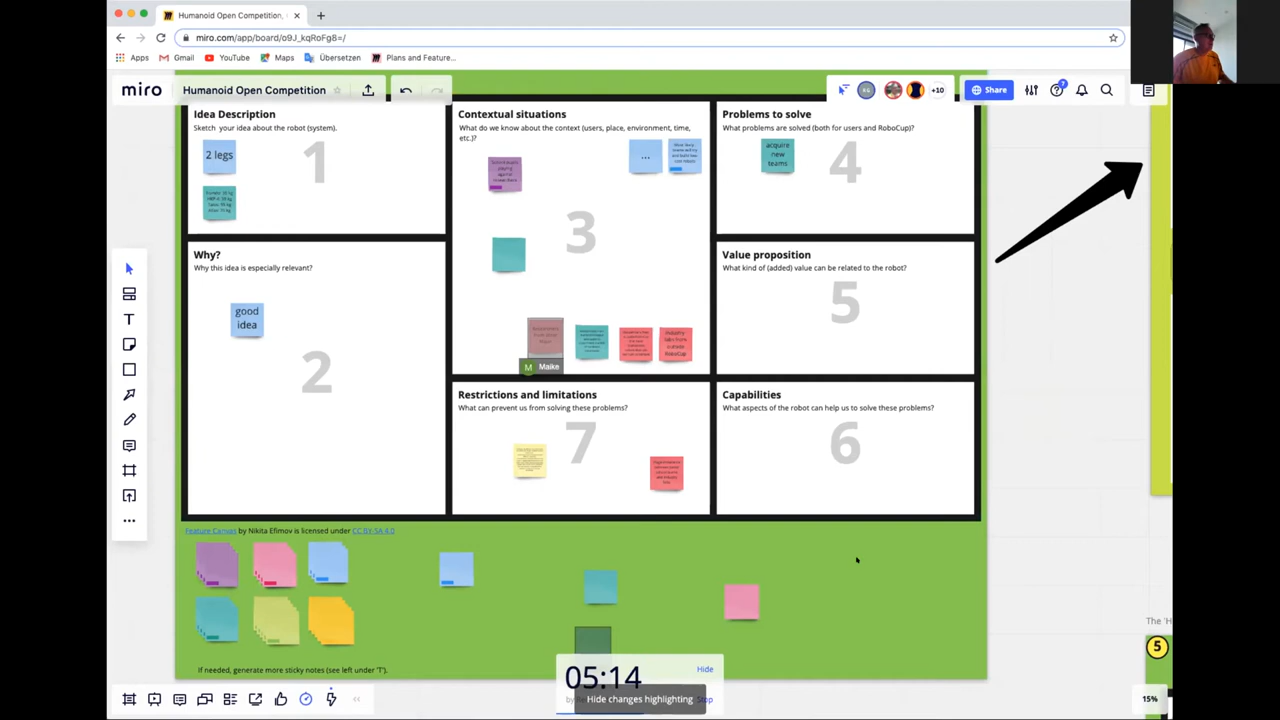 Humanoid Open Competition,
miro.com/app/board/o9J_kqRoFg8=/
Apps
Gmail
YouTube
Maps
Übersetzen
Plans and Feature...
miro
Humanoid Open Competition
+10
Share
Idea Description
Sketch your idea about the robot (system).
1
2 legs
Contextual situations
What do we know about the context (users, place, environment, time,
etc.)?
3
...
industry
talks from
outside
RoboCup
M Maike
Problems to solve
What problems are solved (both for users and RoboCup)?
4
acquire
new
teams
Why?
Why this idea is especially relevant?
2
good
idea
Value proposition
What kind of (added) value can be related to the robot?
5
Restrictions and limitations
What can prevent us from solving these problems?
7
Capabilities
What aspects of the robot can help us to solve these problems?
6
Feature Canvas by Nikita Efimov is licensed under CC BY-SA 4.0
If needed, generate more sticky notes (see left under 'T').
05:14
Hide
Hide changes highlighting
Stop
The 'H
5
15%